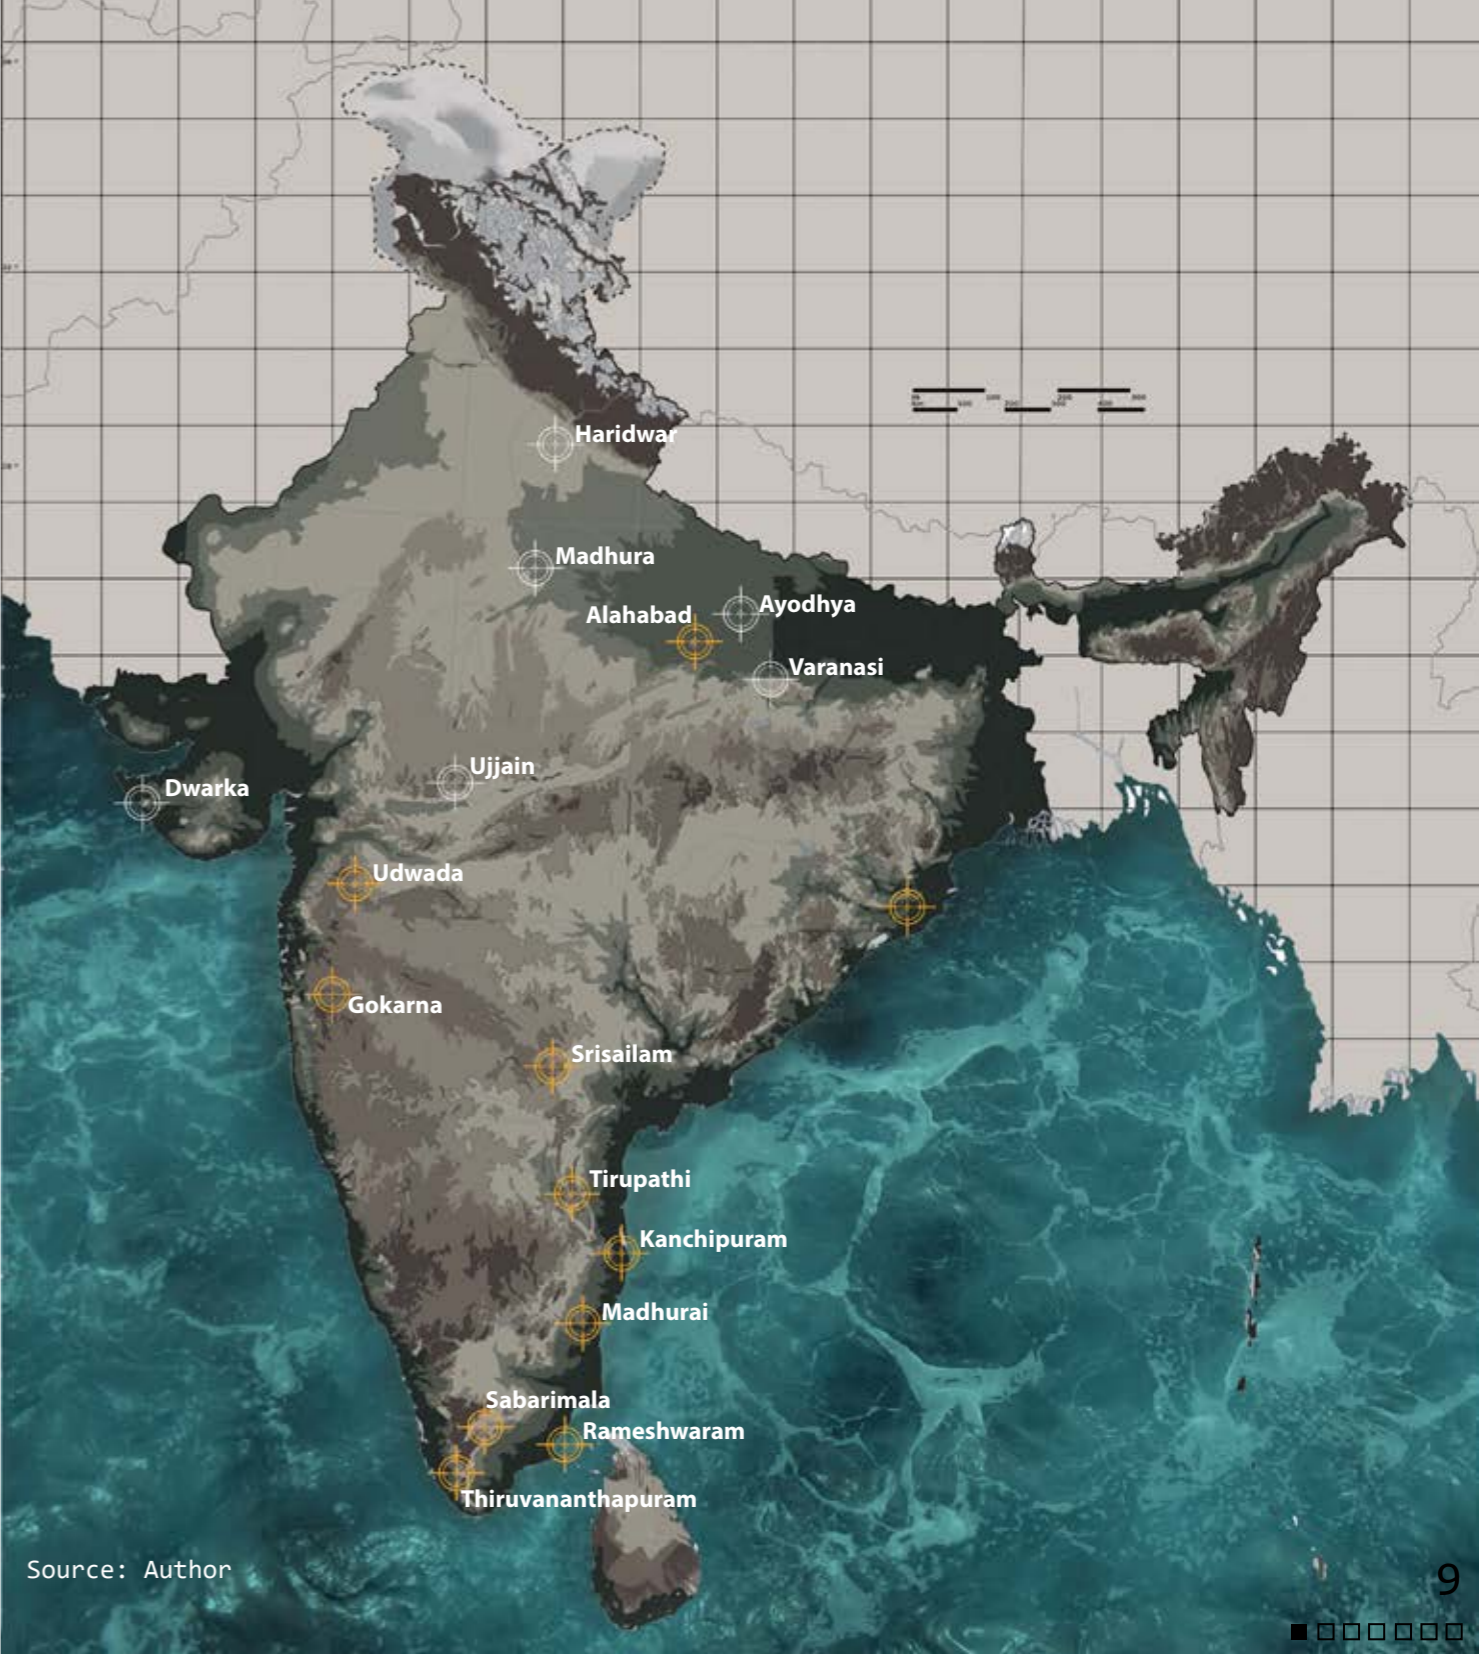 Haridwar
Madhura
Ayodhya
Alahabad
Varanasi
Ujjain
Dwarka
Udwada
Gokarna
Srisailam
Tirupathi
Kanchipuram
Madhurai
Sabarimala
Rameshwaram
Thiruvananthapuram
Source: Author
9